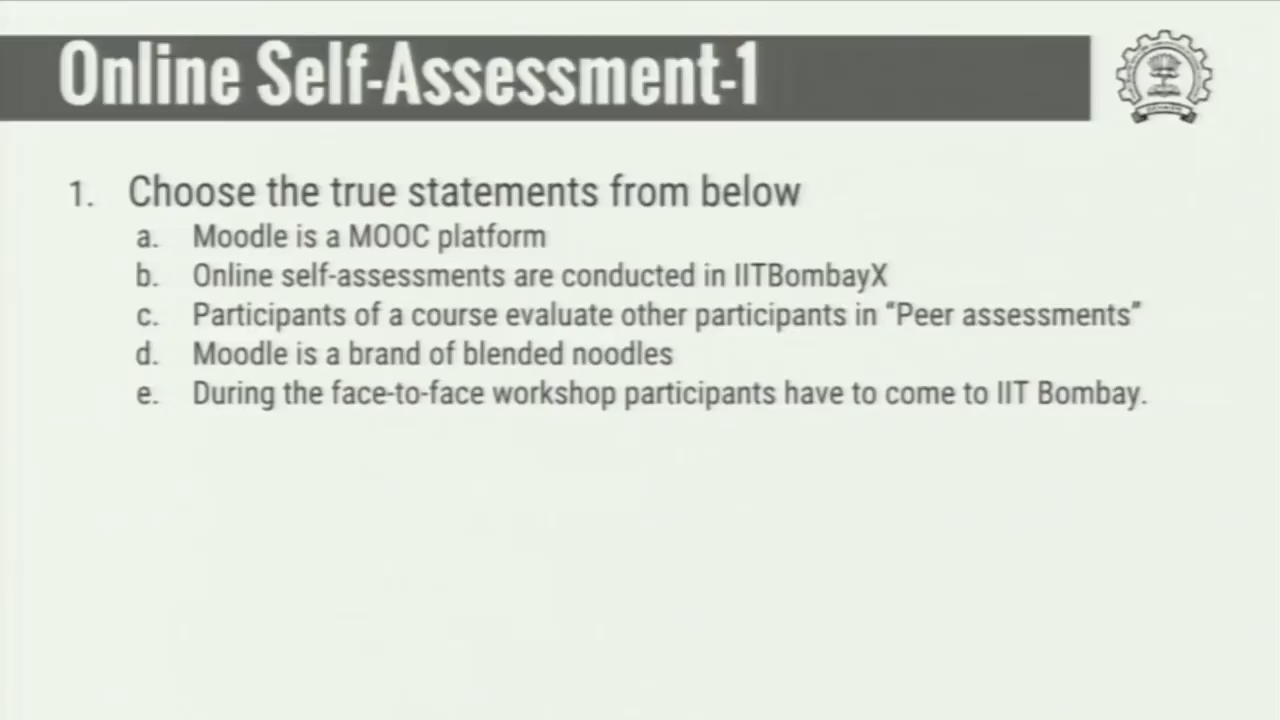 Online Self-Assessment-1
1. Choose the true statements from below
a. Moodle is a MOOC platform
b. Online self-assessments are conducted in IITBombayX
c. Participants of a course evaluate other participants in “Peer assessments”
d. Moodle is a brand of blended noodles
e. During the face-to-face workshop participants have to come to IIT Bombay.